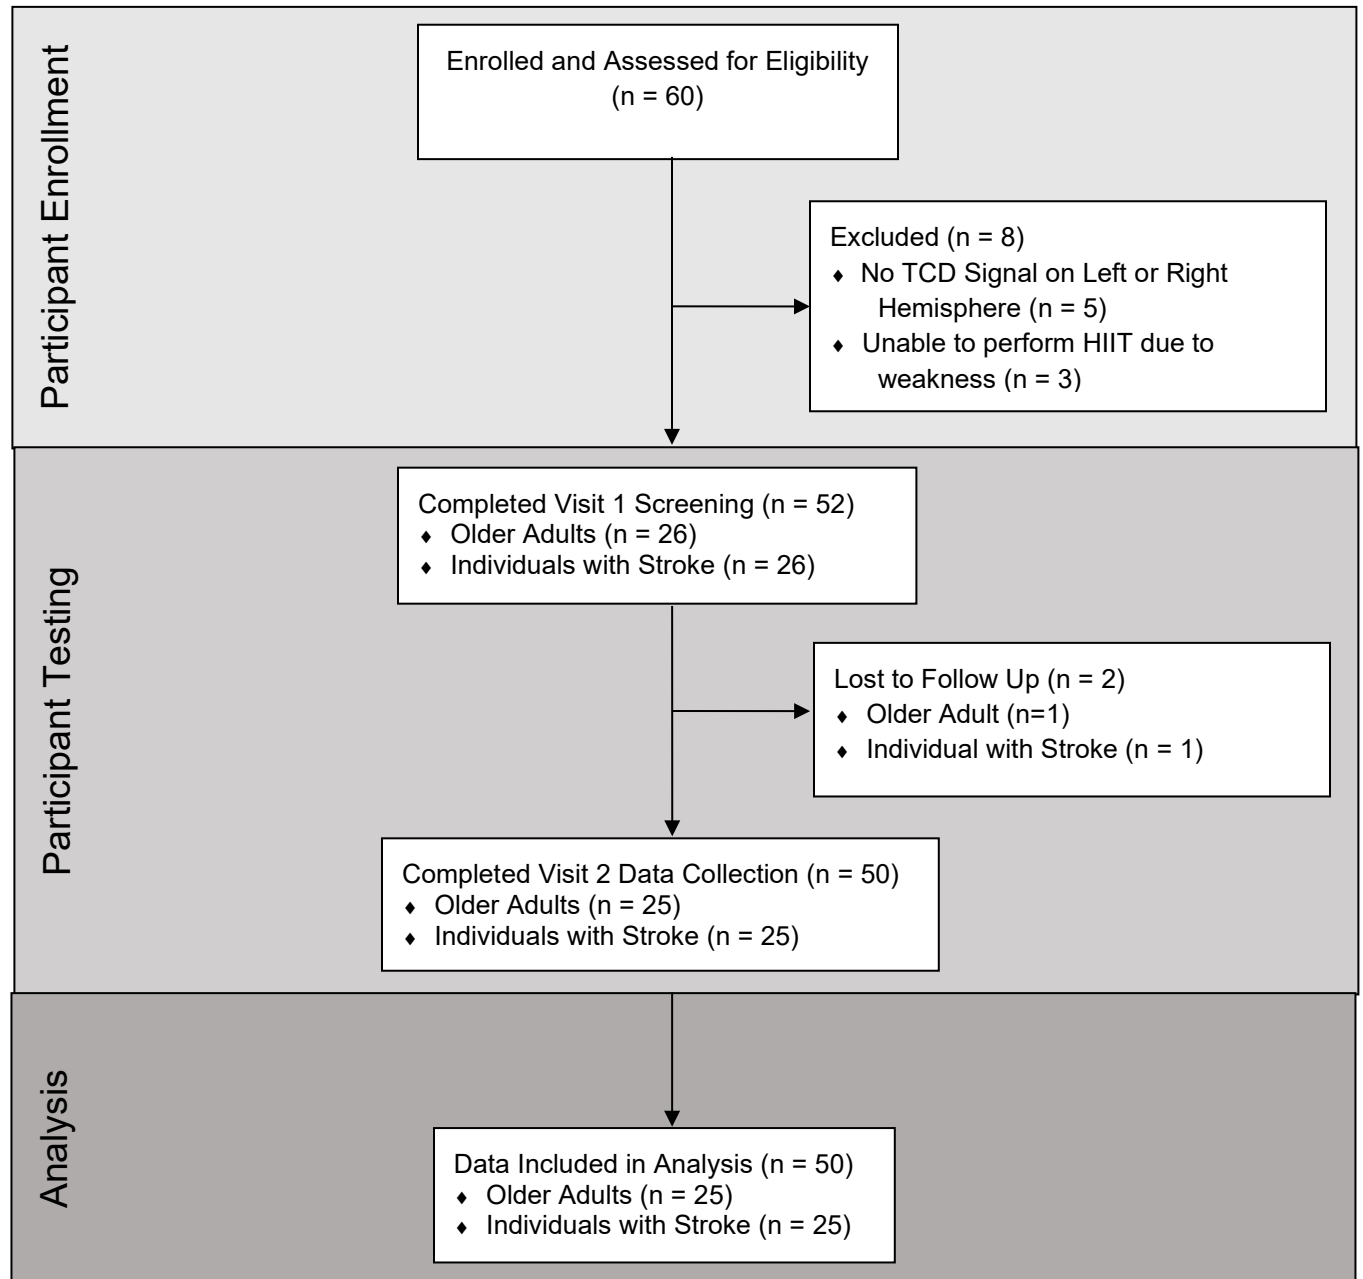 Participant Enrollment
Enrolled and Assessed for Eligibility
(n = 60)
Excluded (n = 8)
♦ No TCD Signal on Left or Right
Hemisphere (n = 5)
♦ Unable to perform HIIT due to
weakness (n = 3)
Participant Testing
Completed Visit 1 Screening (n = 52)
♦ Older Adults (n = 26)
♦ Individuals with Stroke (n = 26)
Lost to Follow Up (n = 2)
♦ Older Adult (n=1)
♦ Individual with Stroke (n = 1)
Completed Visit 2 Data Collection (n = 50)
♦ Older Adults (n = 25)
♦ Individuals with Stroke (n = 25)
Analysis
Data Included in Analysis (n = 50)
♦ Older Adults (n = 25)
♦ Individuals with Stroke (n = 25)